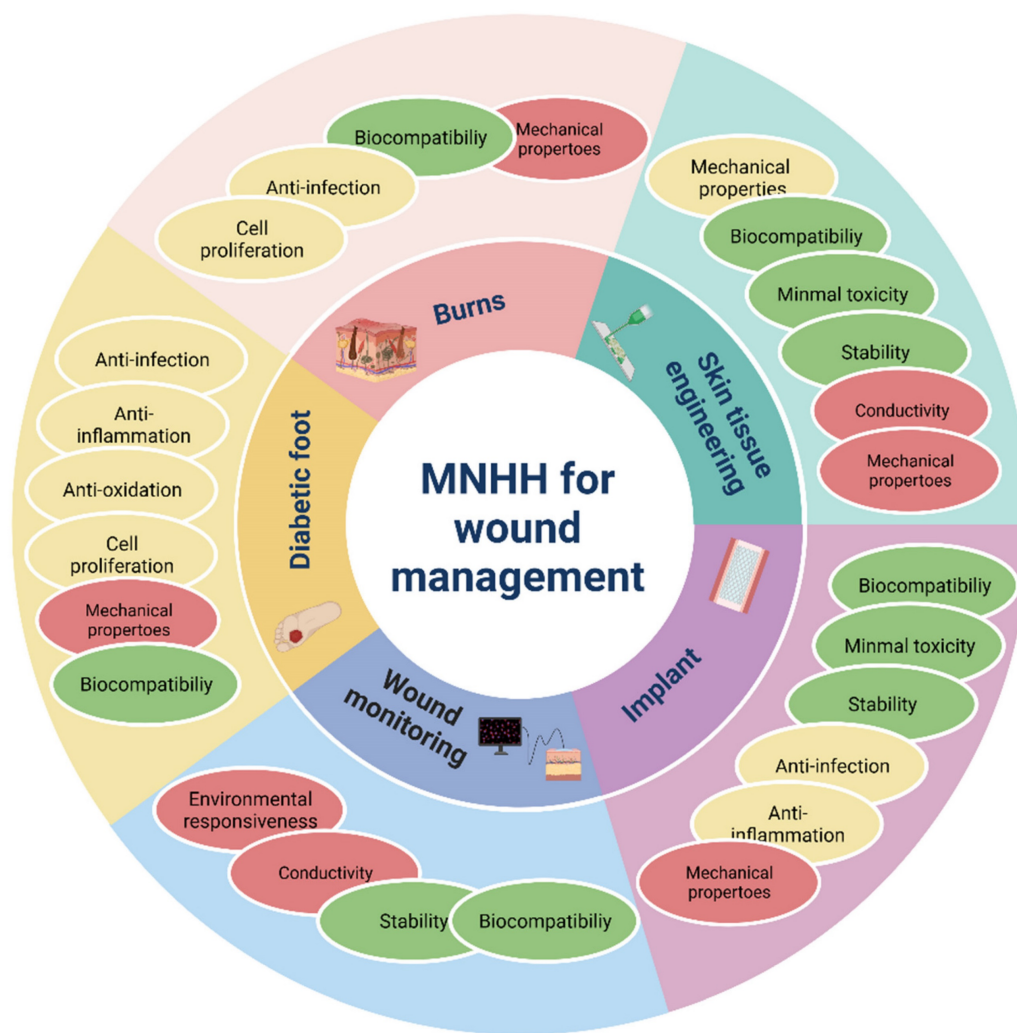 MNHH for
wound
management
Burns
Biocompatibiliy
Mechanical
propertoes
Anti-infection
Cell
proliferation
Skin tissue
engineering
Mechanical
properties
Biocompatibiliy
Minmal toxicity
Stability
Conductivity
Mechanical
propertoes
Implant
Biocompatibiliy
Minmal toxicity
Stability
Anti-infection
Anti-
inflammation
Mechanical
propertoes
Wound
monitoring
Environmental
responsiveness
Conductivity
Stability
Biocompatibiliy
Diabetic foot
Anti-infection
Anti-
inflammation
Anti-oxidation
Cell
proliferation
Mechanical
propertoes
Biocompatibiliy